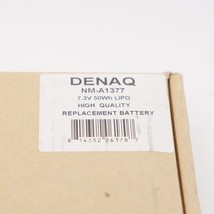 DENAQ
NM-A1377
7.3V 50Wh LIPO
HIGH QUALITY
REPLACEMENT BATTERY